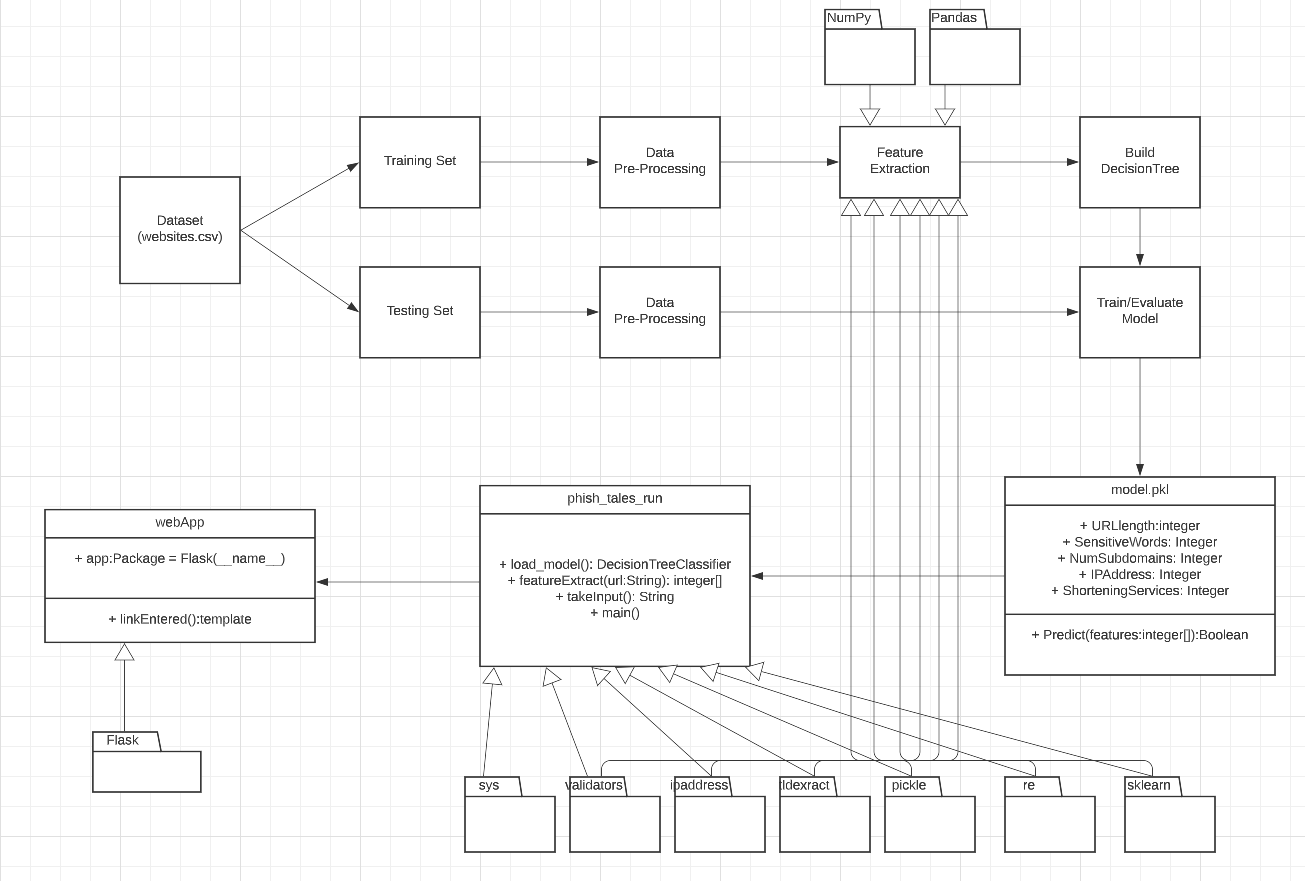 NumPy
Pandas
Training Set
Data
Pre-Processing
Feature
Extraction
Build
DecisionTree
Dataset
(websites.csv)
Testing Set
Data
Pre-Processing
Train/Evaluate
Model
model.pkl
+ URLlength:integer
+ SensitiveWords: Integer
+ NumSubdomains: Integer
+ IPAddress: Integer
+ ShorteningServices: Integer
+ Predict(features:integer[]):Boolean
phish_tales_run
+ load_model(): DecisionTreeClassifier
+ featureExtract(url:String): integer[]
+ takeInput(): String
+ main()
webApp
+ app:Package = Flask(__name__)
+ linkEntered():template
Flask
sys
validators
ipaddress
tldexract
pickle
re
sklearn